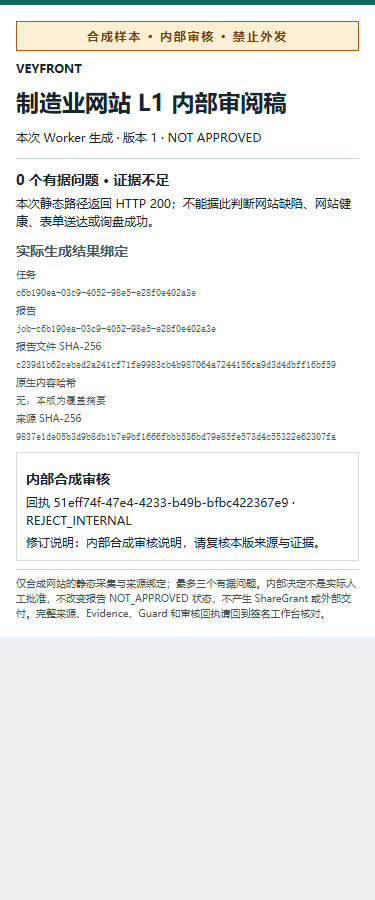 合成样本 • 内部审核 • 禁止外发
VEYFRONT
制造业网站 L1 内部审阅稿
本次 Worker 生成 · 版本 1 · NOT APPROVED
0 个有据问题 • 证据不足
本次静态路径返回 HTTP 200；不能据此判断网站缺陷、网站健
康、表单送达或询盘成功。
实际生成结果绑定
任务
c6b190ea-03c9-4052-98e5-e28f0e402a3e
报告
job-c6b190ea-03c9-4052-98e5-e28f0e402a3e
报告文件 SHA-256
c239d1b62cebed2a241cf71fe9983cb4b987064a7244156ca9d3d4dbff16bf59
原生内容哈希
无：本版为覆盖摘要
来源 SHA-256
9837e1de05b3d9b8db1b7e9bf1666fbbb536bd79e85fe573d4c55322e62307fa
内部合成审核
回执 51eff74f-47e4-4233-b49b-bfbc422367e9 ·
REJECT_INTERNAL
修订说明：内部合成审核说明，请复核本版来源与证据。
仅合成网站的静态采集与来源绑定；最多三个有据问题。内部决定不是实际人
工批准，不改变报告 NOT_APPROVED 状态，不产生 ShareGrant 或外部交
付。完整来源、Evidence、Guard 和审核回执请回到签名工作台核对。